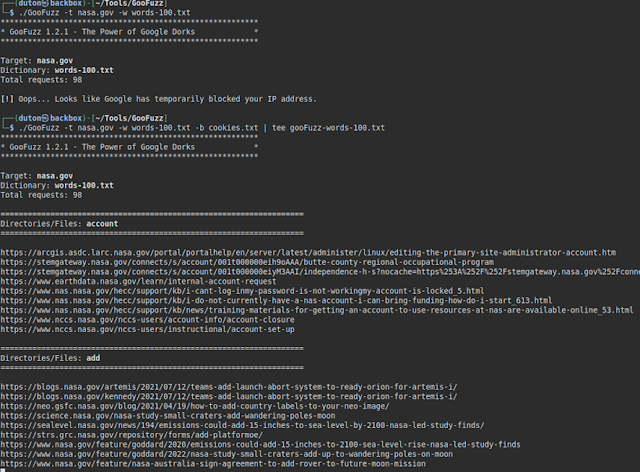 ┌──(dutom㉿backbox)-[~/Tools/GooFuzz]
└─$ ./GooFuzz -t nasa.gov -w words-100.txt
*********************************************************
* GooFuzz 1.2.1 - The Power of Google Dorks *
*********************************************************
Target: nasa.gov
Dictionary: words-100.txt
Total requests: 98
[!] Oops... Looks like Google has temporarily blocked your IP address.
┌──(dutom㉿backbox)-[~/Tools/GooFuzz]
└─$ ./GooFuzz -t nasa.gov -w words-100.txt -b cookies.txt | tee gooFuzz-words-100.txt
*********************************************************
* GooFuzz 1.2.1 - The Power of Google Dorks *
*********************************************************
Target: nasa.gov
Dictionary: words-100.txt
Total requests: 98
===================================================================
Directories/Files: account
===================================================================
https://arcgis.asdc.larc.nasa.gov/portal/portalhelp/en/server/latest/administer/linux/editing-the-primary-site-administrator-account.htm
https://stemgateway.nasa.gov/connects/s/account/001t000000eih9oAAA/butte-county-regional-occupational-program
https://stemgateway.nasa.gov/connects/s/account/001t000000eiyM3AAI/independence-h-s?nocache=https%253A%252F%252Fstemgateway.nasa.gov%252Fconne
https://www.earthdata.nasa.gov/learn/internal-account-request
https://www.nas.nasa.gov/hecc/support/kb/i-cant-log-inmy-password-is-not-workingmy-account-is-locked_5.html
https://www.nas.nasa.gov/hecc/support/kb/i-do-not-currently-have-a-nas-account-i-can-bring-funding-how-do-i-start_613.html
https://www.nas.nasa.gov/hecc/support/kb/news/training-materials-for-getting-an-account-to-use-resources-at-nas-are-available-online_53.html
https://www.nccs.nasa.gov/nccs-users/account-info/account-closure
https://www.nccs.nasa.gov/nccs-users/instructional/account-set-up
===================================================================
Directories/Files: add
===================================================================
https://blogs.nasa.gov/artemis/2021/07/12/teams-add-launch-abort-system-to-ready-orion-for-artemis-i/
https://blogs.nasa.gov/kennedy/2021/07/12/teams-add-launch-abort-system-to-ready-orion-for-artemis-i/
https://neo.gsfc.nasa.gov/blog/2021/04/19/how-to-add-country-labels-to-your-neo-image/
https://science.nasa.gov/nasa-study-small-craters-add-wandering-poles-moon
https://sealevel.nasa.gov/news/194/emissions-could-add-15-inches-to-sea-level-by-2100-nasa-led-study-finds/
https://strs.grc.nasa.gov/repository/forms/add-platformoe/
https://www.nasa.gov/feature/goddard/2020/emissions-could-add-15-inches-to-2100-sea-level-rise-nasa-led-study-finds
https://www.nasa.gov/feature/goddard/2022/nasa-study-small-craters-add-up-to-wandering-poles-on-moon
https://www.nasa.gov/feature/nasa-australia-sign-agreement-to-add-rover-to-future-moon-mission